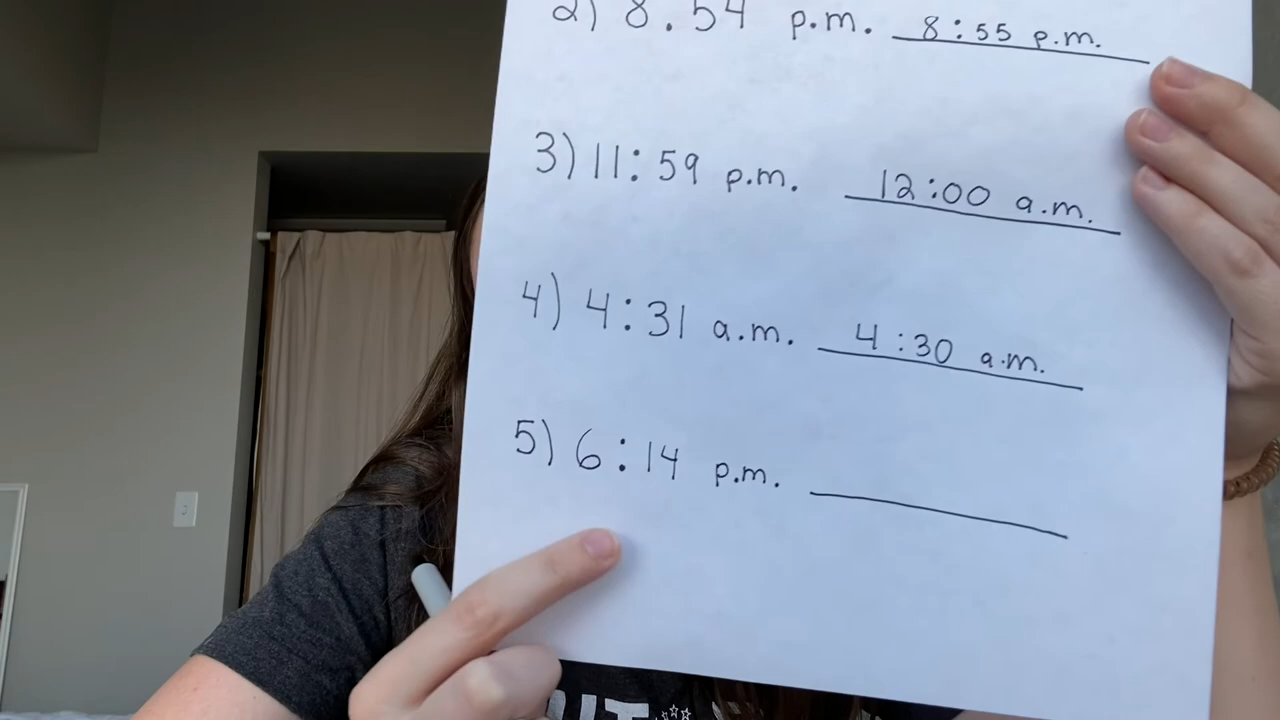 2) 8:54 p.m. 8:55 p.m.
3) 11:59 p.m. 12:00 a.m.
4) 4:31 a.m. 4:30 a.m.
5) 6:14 p.m.